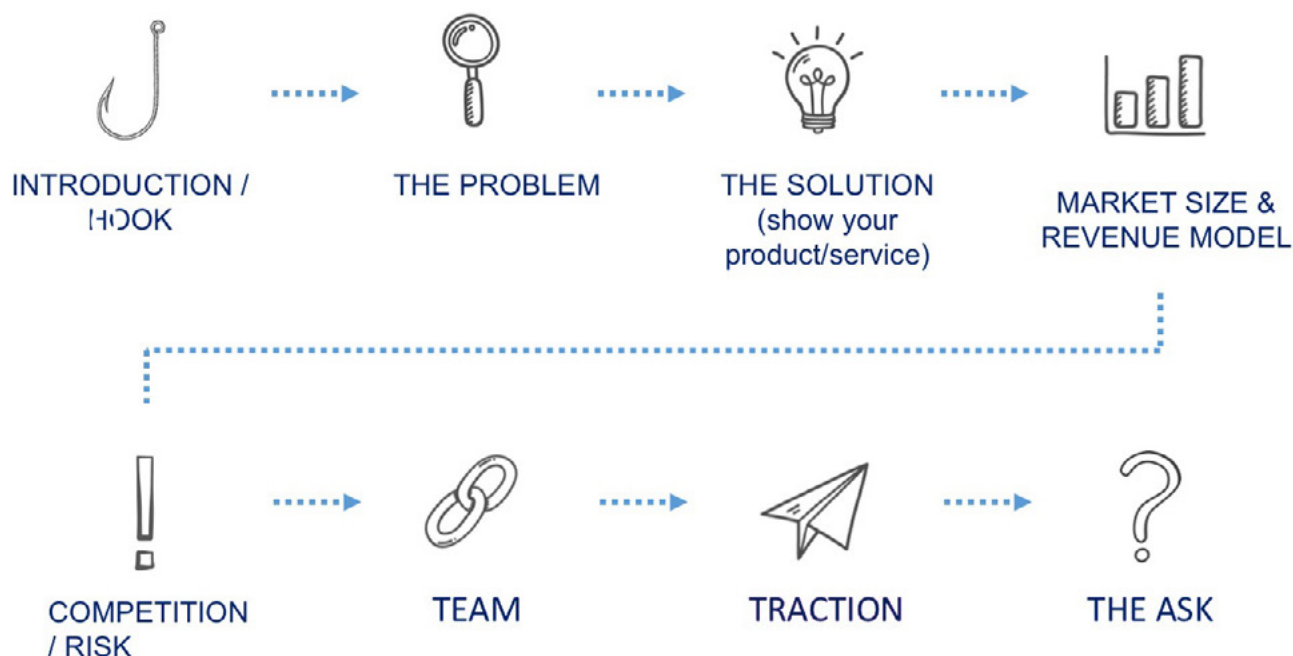 INTRODUCTION /
HOOK
THE PROBLEM
THE SOLUTION
(show your
product/service)
MARKET SIZE &
REVENUE MODEL
COMPETITION
/ RISK
TEAM
TRACTION
THE ASK